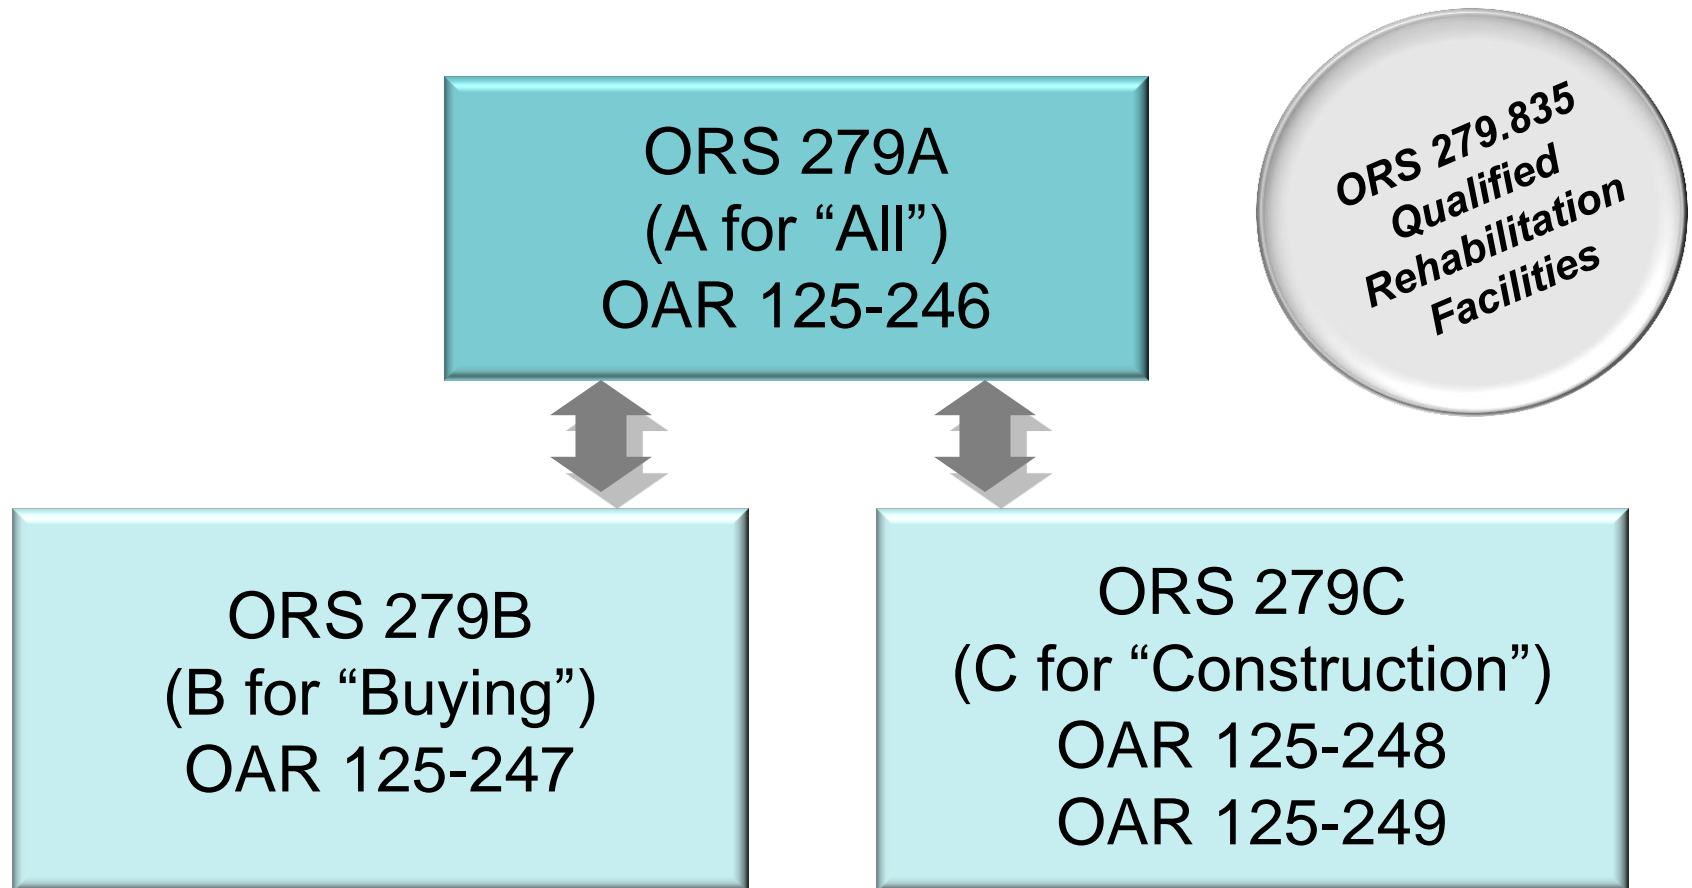 ORS 279A
(A for “All”)
OAR 125-246
ORS 279.835
Qualified
Rehabilitation
Facilities
ORS 279B
(B for “Buying”)
OAR 125-247
ORS 279C
(C for “Construction”)
OAR 125-248
OAR 125-249